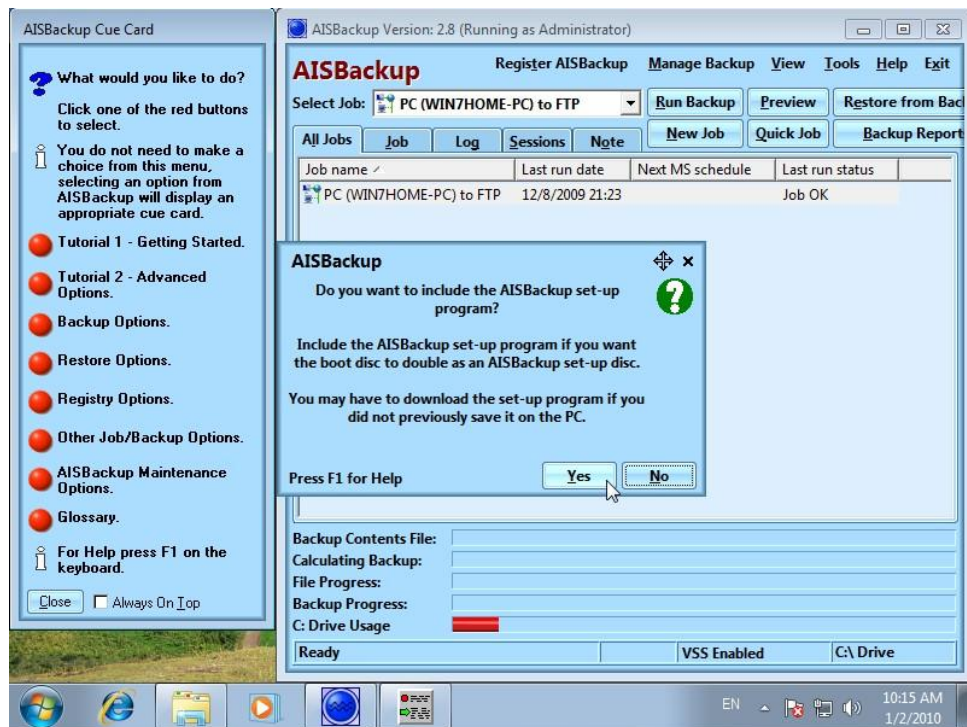 AISBackup Cue Card
What would you like to do?
Click one of the red buttons
to select.
You do not need to make a
choice from this menu,
selecting an option from
AISBackup will display an
appropriate cue card.
Tutorial 1 - Getting Started.
Tutorial 2 - Advanced
Options.
Backup Options.
Restore Options.
Registry Options.
Other Job/Backup Options.
AISBackup Maintenance
Options.
Glossary.
For Help press F1 on the
keyboard.
Close Always On Top
AISBackup Version: 2.8 (Running as Administrator)
AISBackup
Register AISBackup Manage Backup View Tools Help Exit
Select Job: PC (WIN7HOME-PC) to FTP Run Backup Preview Restore from Bac
All Jobs Job Log Sessions Note New Job Quick Job Backup Report
Job name Last run date Next MS schedule Last run status
PC (WIN7HOME-PC) to FTP 12/8/2009 21:23 Job OK
AISBackup
Do you want to include the AISBackup set-up
program?
Include the AISBackup set-up program if you want
the boot disc to double as an AISBackup set-up disc.
You may have to download the set-up program if you
did not previously save it on the PC.
Press F1 for Help Yes No
Backup Contents File:
Calculating Backup:
File Progress:
Backup Progress:
C: Drive Usage
Ready VSS Enabled C:\ Drive
EN 10:15 AM
1/2/2010